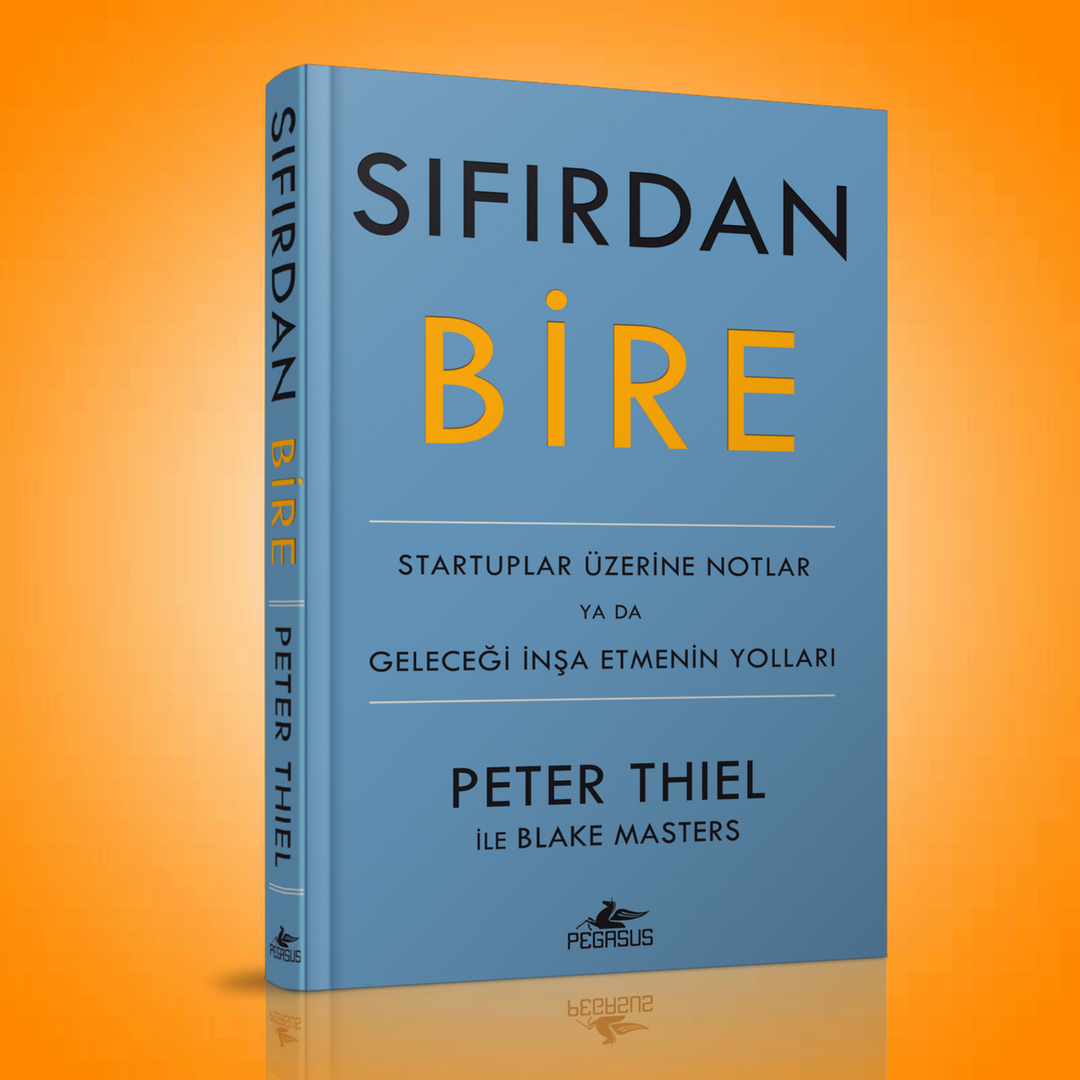 SIFIRDAN
BİRE
STARTUPLAR ÜZERİNE NOTLAR
YA DA
GELECEĞİ İNŞA ETMENİN YOLLARI
PETER THIEL
İLE BLAKE MASTERS
PEGASUS
SIFIRDAN BİRE
PETER THIEL
PEGASUS